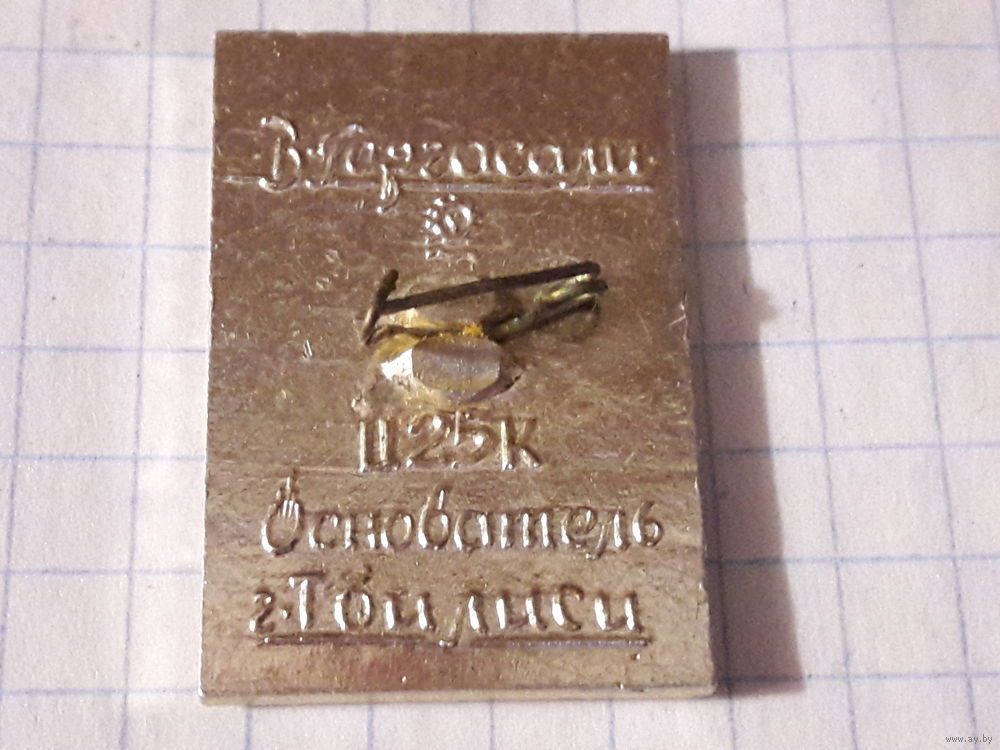 В. Горгасали
Ц25К
Основатель
г. Тбилиси
www.ay.by